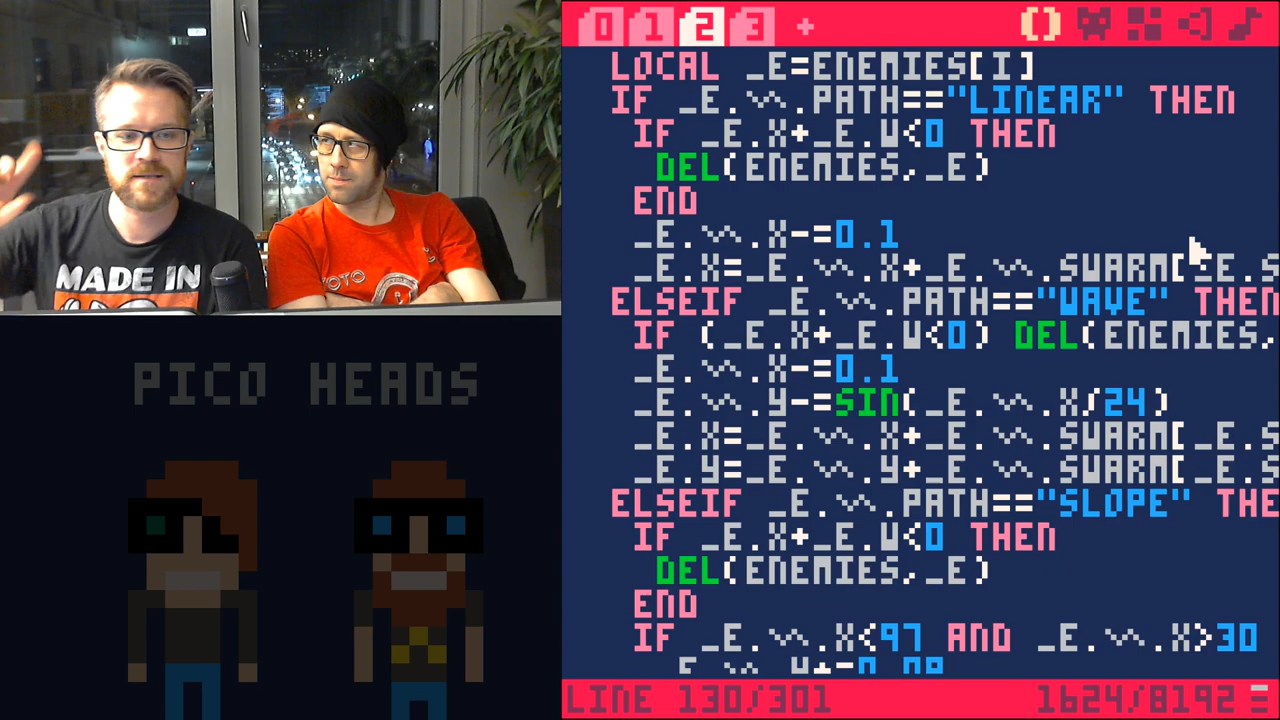 MADE IN
TOTO
PICO HEADS
0 1 2 3 +
LOCAL _E=ENEMIES[I]
IF _E.〰.PATH=="LINEAR" THEN
IF _E.X+_E.W<0 THEN
DEL(ENEMIES,_E)
END
_E.〰.X-=0.1
_E.X=_E.〰.X+_E.〰.SWARM[_E.S
ELSEIF _E.〰.PATH=="WAVE" THEN
IF (_E.X+_E.W<0) DEL(ENEMIES,
_E.〰.X-=0.1
_E.〰.Y-=SIN(_E.〰.X/24)
_E.X=_E.〰.X+_E.〰.SWARM[_E.S
_E.Y=_E.〰.Y+_E.〰.SWARM[_E.S
ELSEIF _E.〰.PATH=="SLOPE" THE
IF _E.X+_E.W<0 THEN
DEL(ENEMIES,_E)
END
IF _E.〰.X<97 AND _E.〰.X>30
LINE 130/301 1624/8192